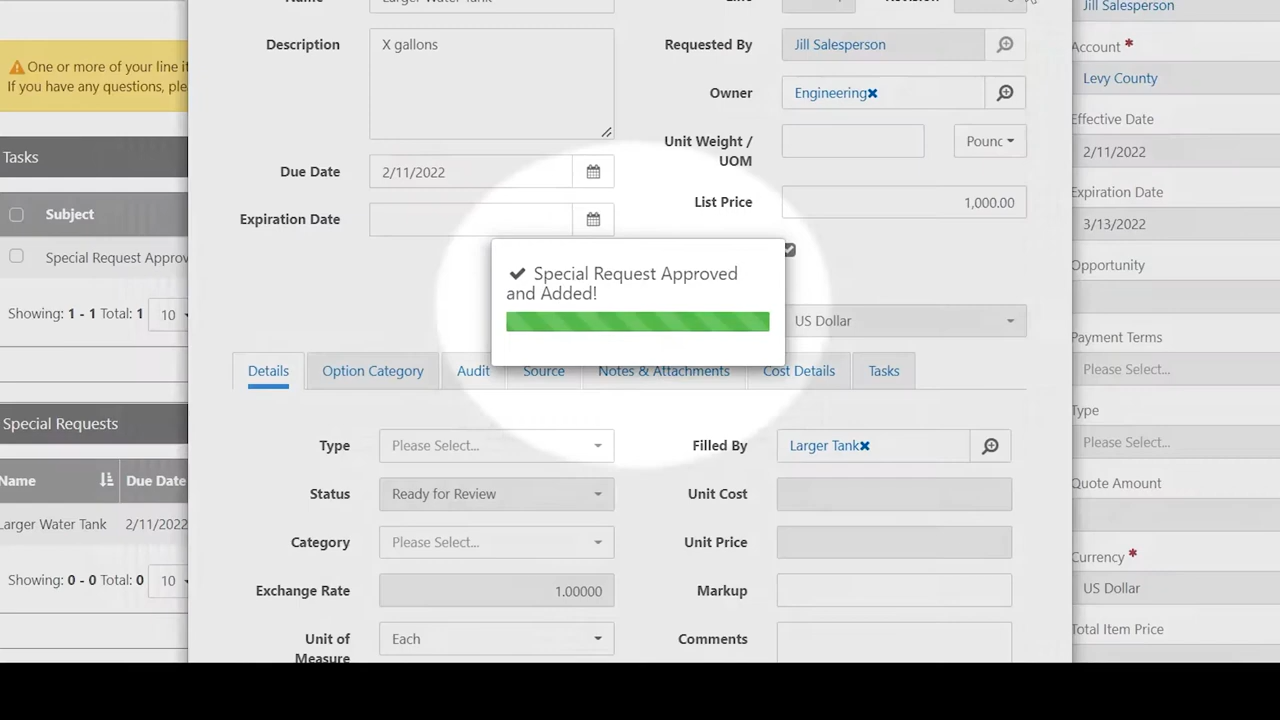 Name
Larger Water Tank
Line
Revision
Jill Salesperson
One or more of your line it
If you have any questions, ple
Tasks
Subject
Special Request Approv
Showing: 1 - 1 Total: 1
10
Special Requests
Name
Due Date
Larger Water Tank
2/11/2022
Showing: 0 - 0 Total: 0
10
Description
X gallons
Due Date
2/11/2022
Expiration Date
Requested By
Jill Salesperson
Owner
Engineering
Unit Weight /
UOM
Pounc
List Price
1,000.00
US Dollar
Special Request Approved
and Added!
Details
Option Category
Audit
Source
Notes & Attachments
Cost Details
Tasks
Type
Please Select...
Status
Ready for Review
Category
Please Select...
Exchange Rate
1.00000
Unit of
Measure
Each
Filled By
Larger Tank
Unit Cost
Unit Price
Markup
Comments
Account *
Levy County
Effective Date
2/11/2022
Expiration Date
3/13/2022
Opportunity
Payment Terms
Please Select...
Type
Please Select...
Quote Amount
Currency *
US Dollar
Total Item Price